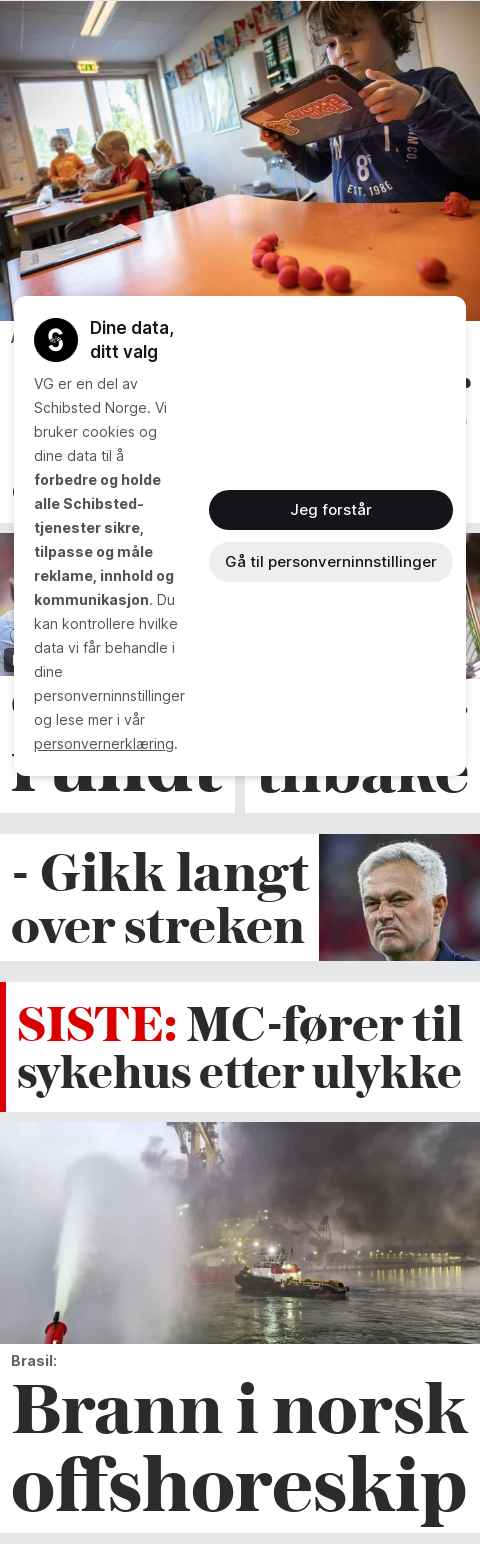 8
EST. 1986
Dine data,
ditt valg
VG er en del av
Schibsted Norge. Vi
bruker cookies og
dine data til å
forbedre og holde
alle Schibsted-
tjenester sikre,
tilpasse og måle
reklame, innhold og
kommunikasjon. Du
kan kontrollere hvilke
data vi får behandle i
dine
personverninnstillinger
og lese mer i vår
personvernerklæring.
Jeg forstår
Gå til personverninnstillinger
tilbake
- Gikk langt
over streken
SISTE: MC-fører til
sykehus etter ulykke
Brasil:
Brann i norsk
offshoreskip